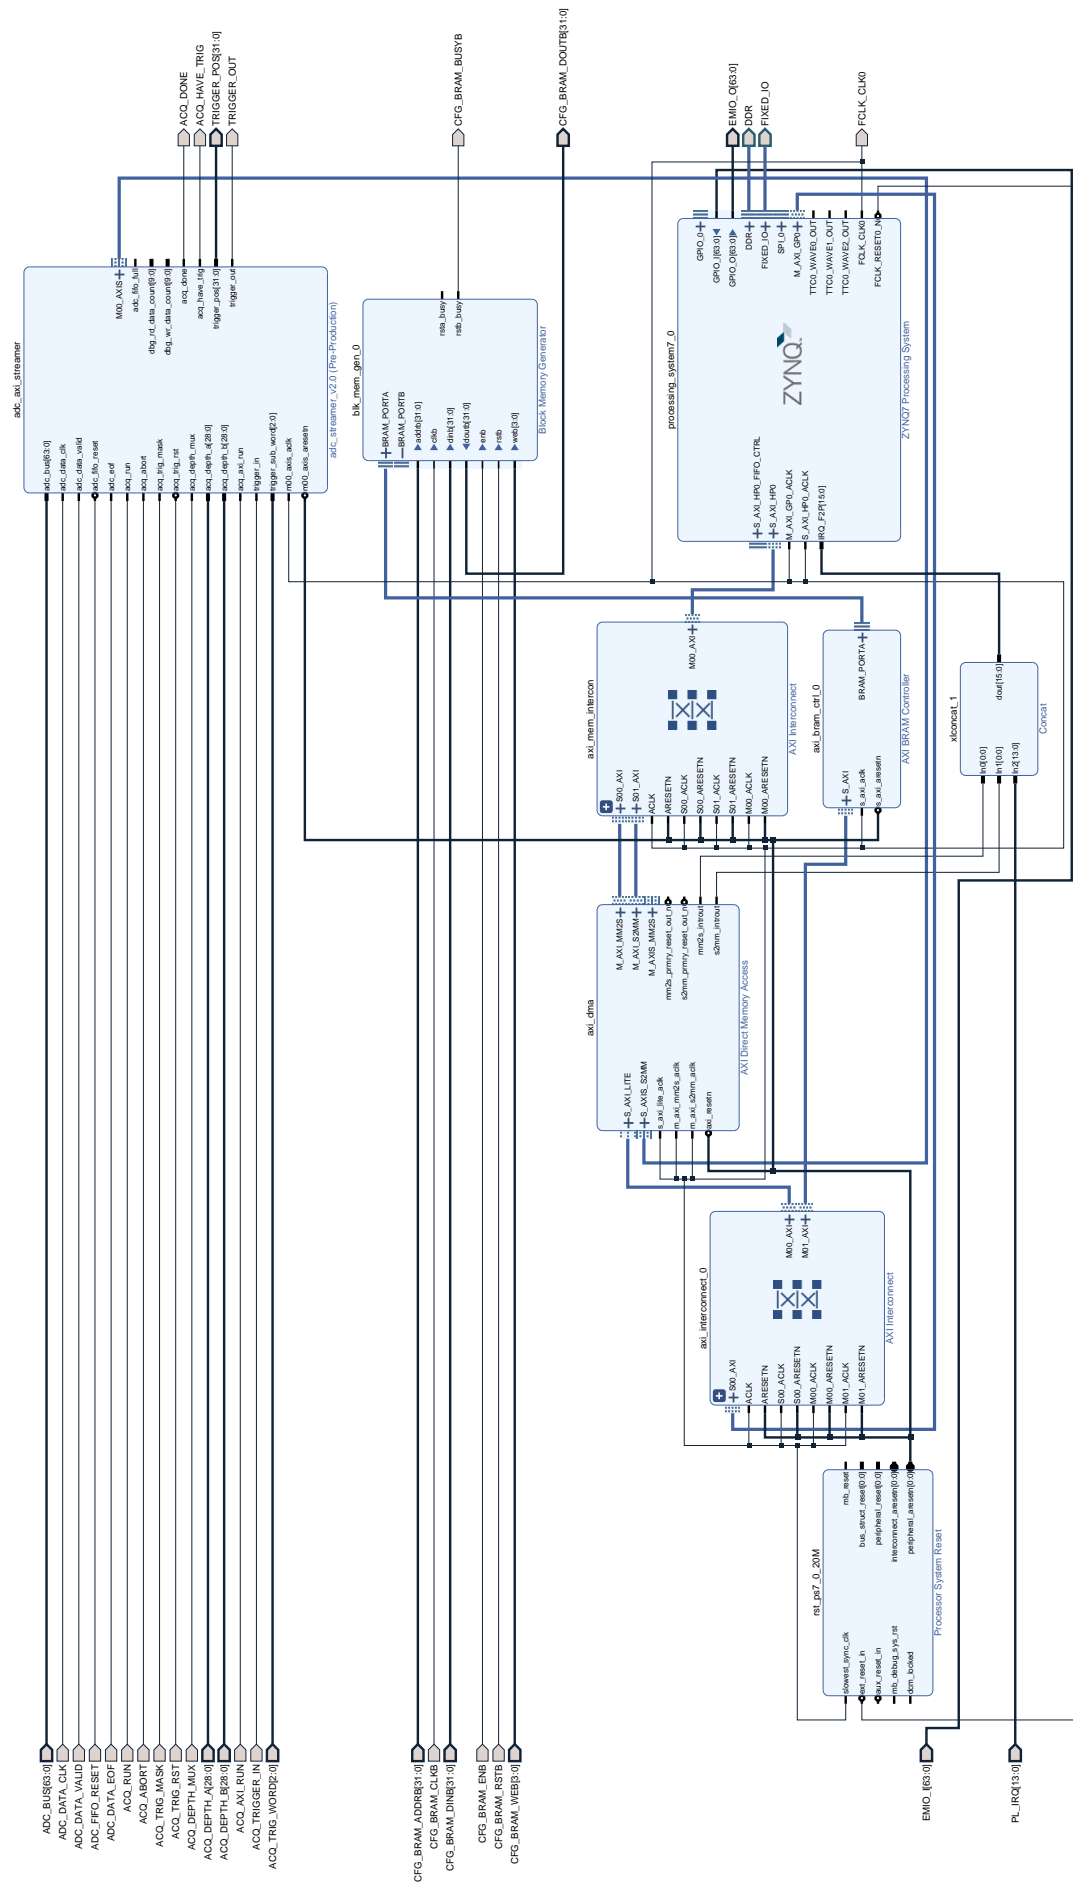 ADC_BUS[63:0]
ADC_DATA_CLK
ADC_DATA_VALID
ADC_FIFO_RESET
ADC_DATA_EOF
ACQ_RUN
ACQ_ABORT
ACQ_TRIG_MASK
ACQ_TRIG_RST
ACQ_DEPTH_MUX
ACQ_DEPTH_A[28:0]
ACQ_DEPTH_B[28:0]
ACQ_AXI_RUN
ACQ_TRIGGER_IN
ACQ_TRIG_WORD[2:0]
CFG_BRAM_ADDRB[31:0]
CFG_BRAM_CLKB
CFG_BRAM_DINB[31:0]
CFG_BRAM_ENB
CFG_BRAM_RSTB
CFG_BRAM_WEB[3:0]
EMIO_I[63:0]
PL_IRQ[13:0]
rst_ps7_0_20M
slowest_sync_clk
ext_reset_in
aux_reset_in
mb_debug_sys_rst
dcm_locked
mb_reset
bus_struct_reset[0:0]
peripheral_reset[0:0]
interconnect_aresetn[0:0]
peripheral_aresetn[0:0]
Processor System Reset
axi_interconnect_0
S00_AXI
ACLK
ARESETN
S00_ACLK
S00_ARESETN
M00_ACLK
M00_ARESETN
M01_ACLK
M01_ARESETN
M00_AXI
M01_AXI
AXI Interconnect
axi_dma
S_AXI_LITE
S_AXIS_S2MM
s_axi_lite_aclk
m_axi_mm2s_aclk
m_axi_s2mm_aclk
axi_resetn
M_AXI_MM2S
M_AXI_S2MM
M_AXIS_MM2S
mm2s_prmry_reset_out_n
s2mm_prmry_reset_out_n
mm2s_introut
s2mm_introut
AXI Direct Memory Access
axi_mem_intercon
S00_AXI
S01_AXI
ACLK
ARESETN
S00_ACLK
S00_ARESETN
S01_ACLK
S01_ARESETN
M00_ACLK
M00_ARESETN
M00_AXI
AXI Interconnect
axi_bram_ctrl_0
S_AXI
s_axi_aclk
s_axi_aresetn
BRAM_PORTA
AXI BRAM Controller
xlconcat_1
In0[0:0]
In1[0:0]
In2[13:0]
dout[15:0]
Concat
adc_axi_streamer
adc_bus[63:0]
adc_data_clk
adc_data_valid
adc_fifo_reset
adc_eof
acq_run
acq_abort
acq_trig_mask
acq_trig_rst
acq_depth_mux
acq_depth_a[28:0]
acq_depth_b[28:0]
acq_axi_run
trigger_in
trigger_sub_word[2:0]
m00_axis_aclk
m00_axis_aresetn
M00_AXIS
adc_fifo_full
dbg_rd_data_count[9:0]
dbg_wr_data_count[9:0]
acq_done
acq_have_trig
trigger_pos[31:0]
trigger_out
adc_streamer_v2.0 (Pre-Production)
blk_mem_gen_0
BRAM_PORTA
BRAM_PORTB
addrb[31:0]
clkb
dinb[31:0]
doutb[31:0]
enb
rstb
web[3:0]
rsta_busy
rstb_busy
Block Memory Generator
processing_system7_0
S_AXI_HP0_FIFO_CTRL
S_AXI_HP0
M_AXI_GP0_ACLK
S_AXI_HP0_ACLK
IRQ_F2P[15:0]
ZYNQ
GPIO_0
GPIO_I[63:0]
GPIO_O[63:0]
DDR
FIXED_IO
SPI_0
M_AXI_GP0
TTC0_WAVE0_OUT
TTC0_WAVE1_OUT
TTC0_WAVE2_OUT
FCLK_CLK0
FCLK_RESET0_N
ZYNQ7 Processing System
ACQ_DONE
ACQ_HAVE_TRIG
TRIGGER_POS[31:0]
TRIGGER_OUT
CFG_BRAM_BUSYB
CFG_BRAM_DOUTB[31:0]
EMIO_O[63:0]
DDR
FIXED_IO
FCLK_CLK0